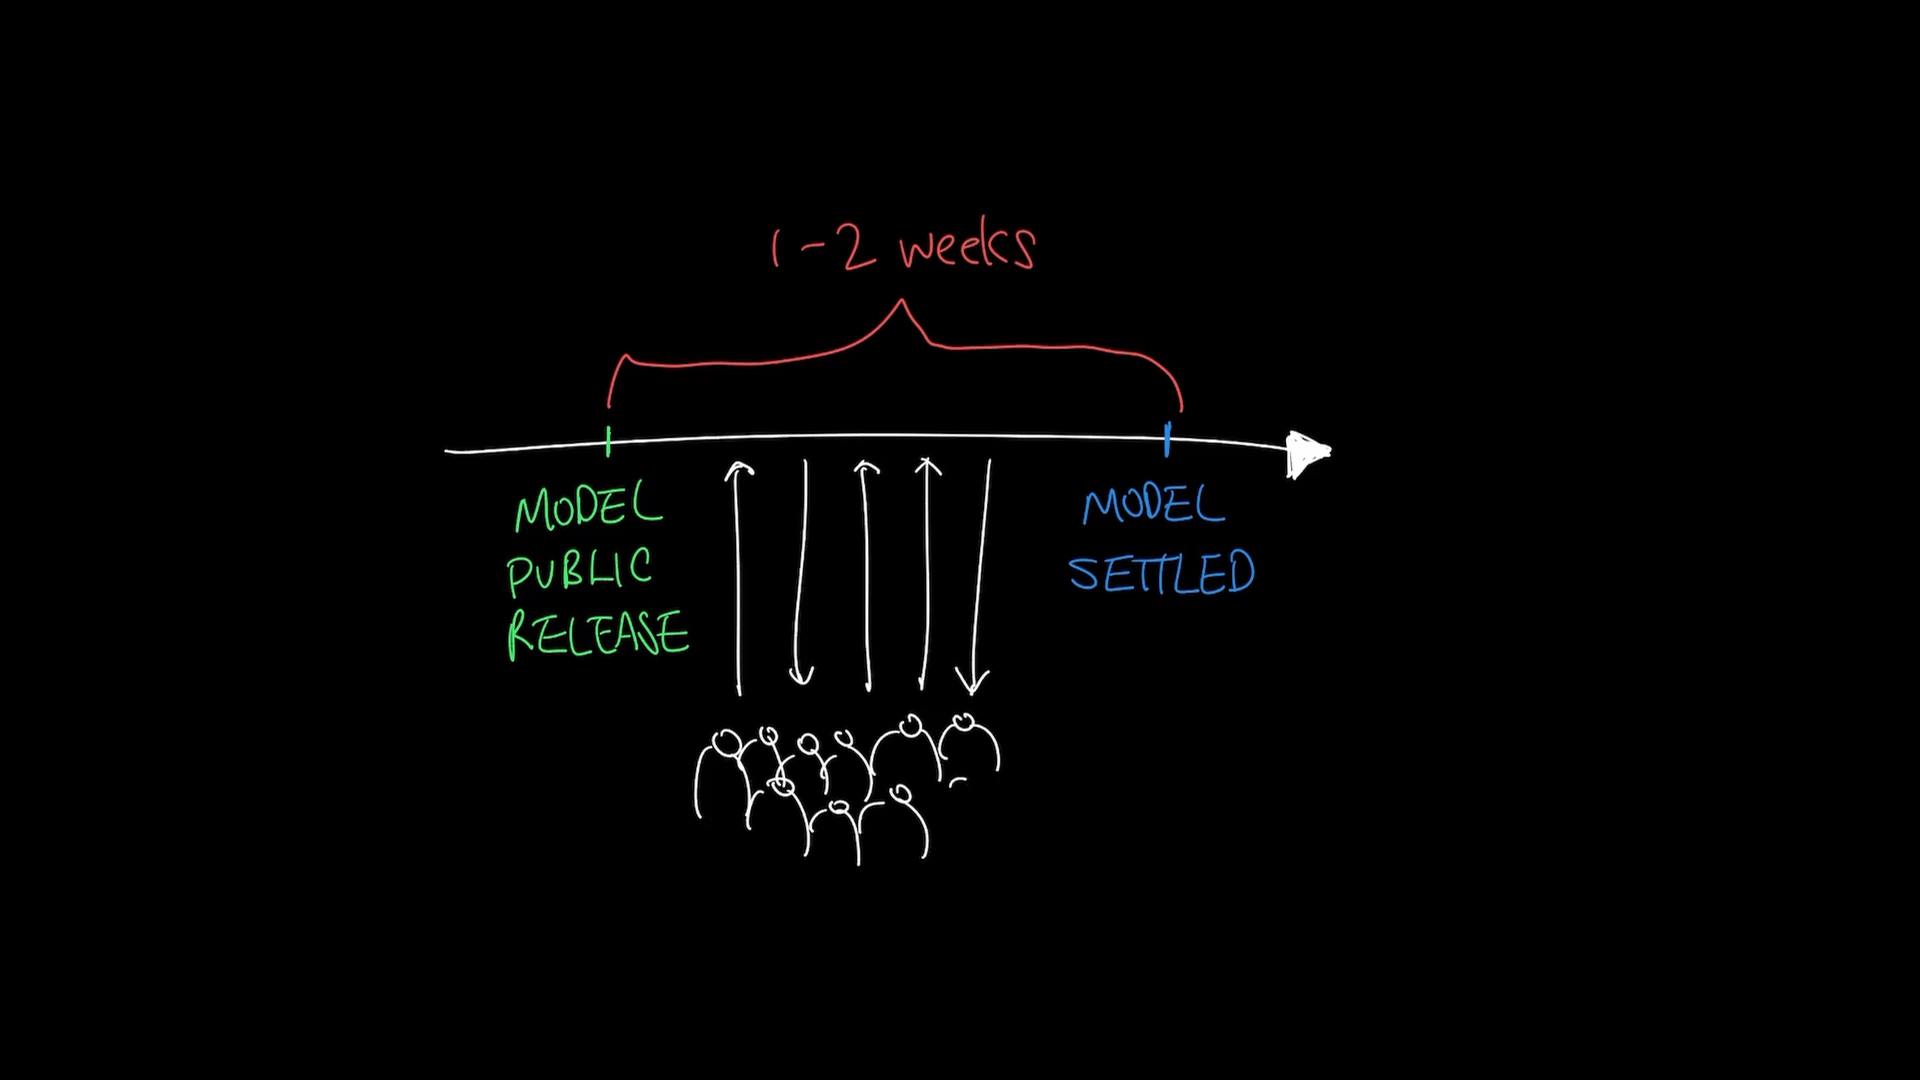 1-2 weeks
MODEL
PUBLIC
RELEASE
MODEL
SETTLED